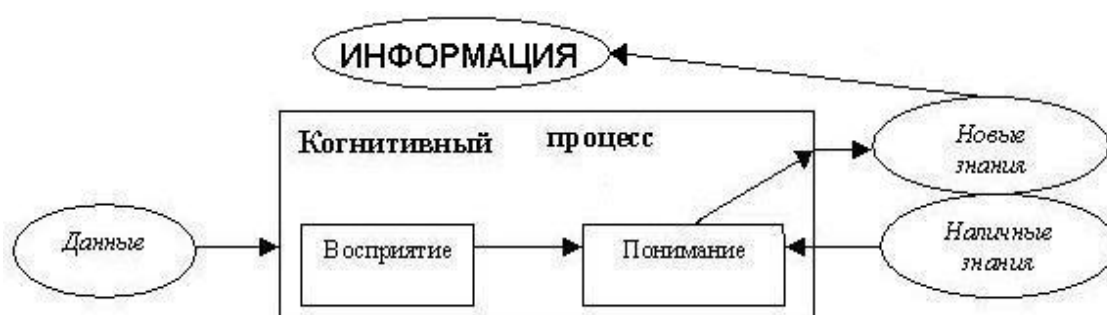 ИНФОРМАЦИЯ
Когнитивный процесс
Новые
знания
Данные
Восприятие
Понимание
Наличные
знания